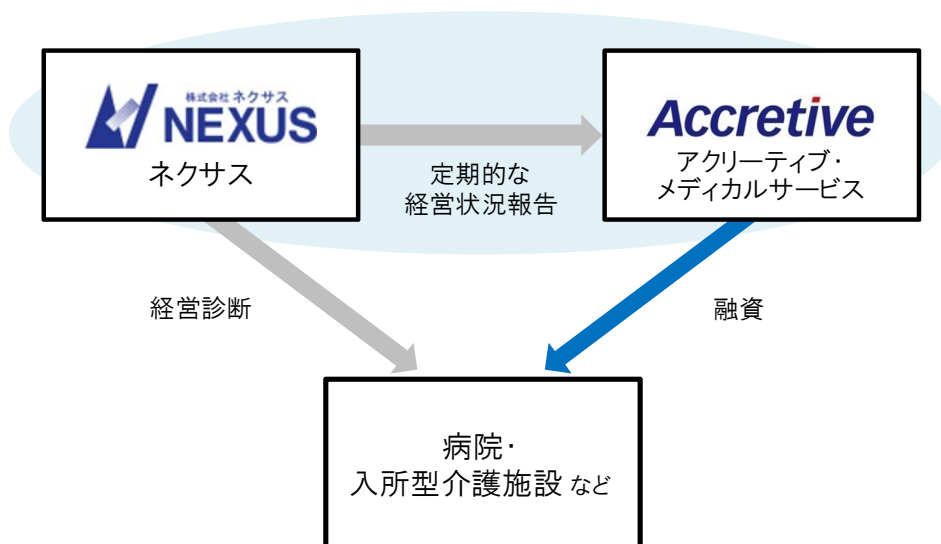 株式会社 ネクサス
NEXUS
ネクサス
定期的な
経営状況報告
Accretive
アクリーティブ・
メディカルサービス
経営診断
融資
病院・
入所型介護施設 など